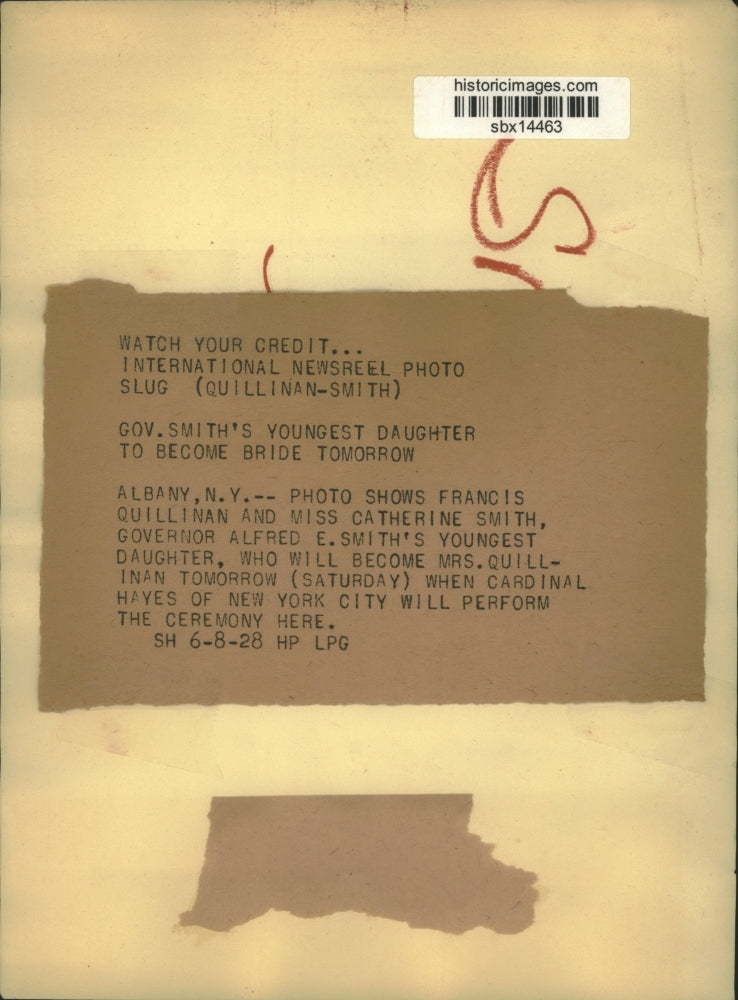 historicimages.com
sbx14463
WATCH YOUR CREDIT...
INTERNATIONAL NEWSREEL PHOTO
SLUG (QUILLINAN-SMITH)
GOV.SMITH'S YOUNGEST DAUGHTER
TO BECOME BRIDE TOMORROW
ALBANY,N.Y.-- PHOTO SHOWS FRANCIS
QUILLINAN AND MISS CATHERINE SMITH,
GOVERNOR ALFRED E.SMITH'S YOUNGEST
DAUGHTER, WHO WILL BECOME MRS.QUILL-
INAN TOMORROW (SATURDAY) WHEN CARDINAL
HAYES OF NEW YORK CITY WILL PERFORM
THE CEREMONY HERE.
SH 6-8-28 HP LPG